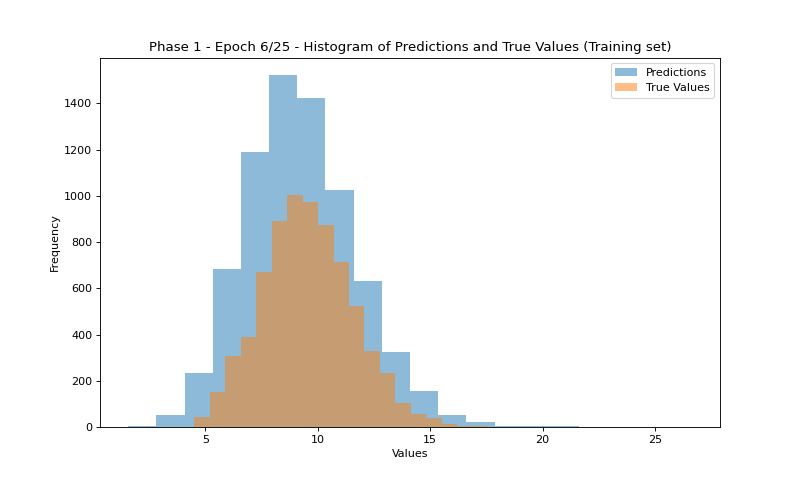 Phase 1 - Epoch 6/25 - Histogram of Predictions and True Values (Training set)
Predictions
True Values
1400
1200
1000
800
600
400
200
0
Frequency
5 10 15 20 25
Values